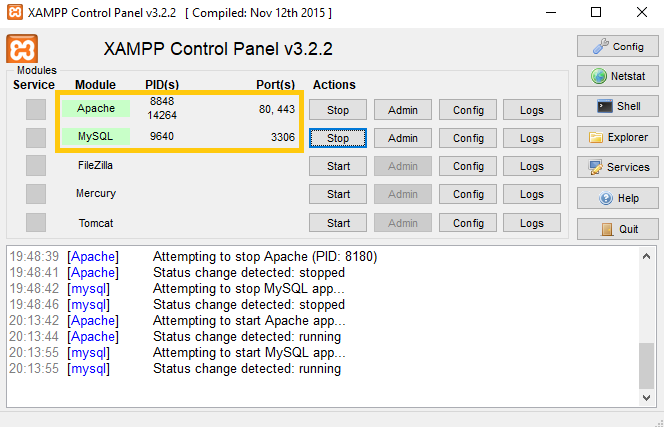 XAMPP Control Panel v3.2.2 [ Compiled: Nov 12th 2015 ]
XAMPP Control Panel v3.2.2
Config
Modules
Service Module PID(s) Port(s) Actions
Netstat
Apache 8848 14264 80, 443 Stop Admin Config Logs
Shell
MySQL 9640 3306 Stop Admin Config Logs
Explorer
FileZilla Start Admin Config Logs
Services
Mercury Start Admin Config Logs
Help
Tomcat Start Admin Config Logs
Quit
19:48:39 [Apache] Attempting to stop Apache (PID: 8180)
19:48:41 [Apache] Status change detected: stopped
19:48:42 [mysql] Attempting to stop MySQL app...
19:48:46 [mysql] Status change detected: stopped
20:13:42 [Apache] Attempting to start Apache app...
20:13:44 [Apache] Status change detected: running
20:13:55 [mysql] Attempting to start MySQL app...
20:13:55 [mysql] Status change detected: running